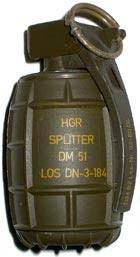 HGR
SPLITTER
DM 51
LOS DN-3-184